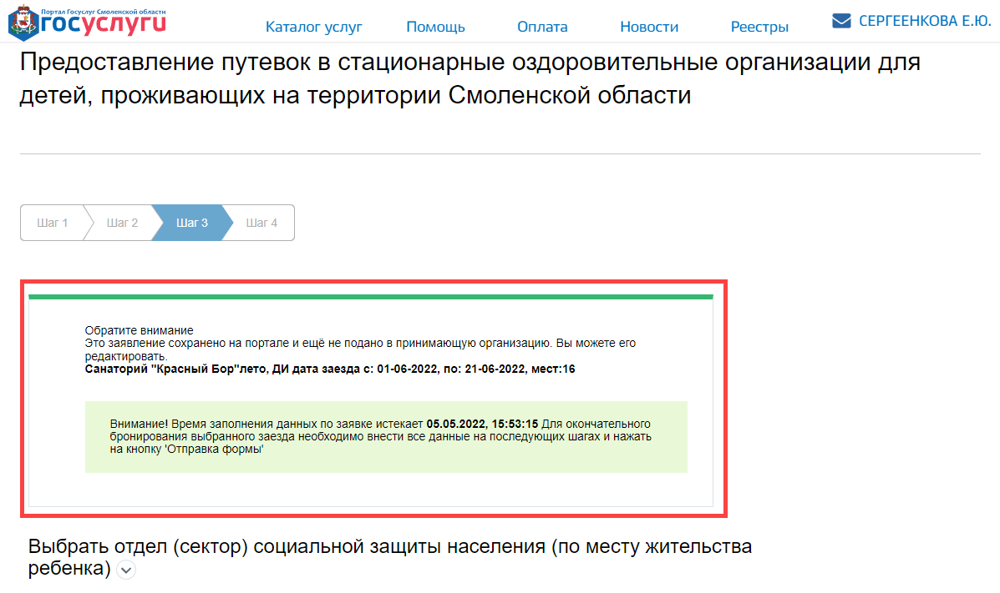 Портал Госуслуг Смоленской области
госуслуги
Каталог услуг Помощь Оплата Новости Реестры СЕРГЕЕНКОВА Е.Ю.
Предоставление путевок в стационарные оздоровительные организации для
детей, проживающих на территории Смоленской области
Шаг 1 Шаг 2 Шаг 3 Шаг 4
Обратите внимание
Это заявление сохранено на портале и ещё не подано в принимающую организацию. Вы можете его
редактировать.
Санаторий "Красный Бор"лето, ДИ дата заезда с: 01-06-2022, по: 21-06-2022, мест:16
Внимание! Время заполнения данных по заявке истекает 05.05.2022, 15:53:15 Для окончательного
бронирования выбранного заезда необходимо внести все данные на последующих шагах и нажать
на кнопку 'Отправка формы'
Выбрать отдел (сектор) социальной защиты населения (по месту жительства
ребенка)